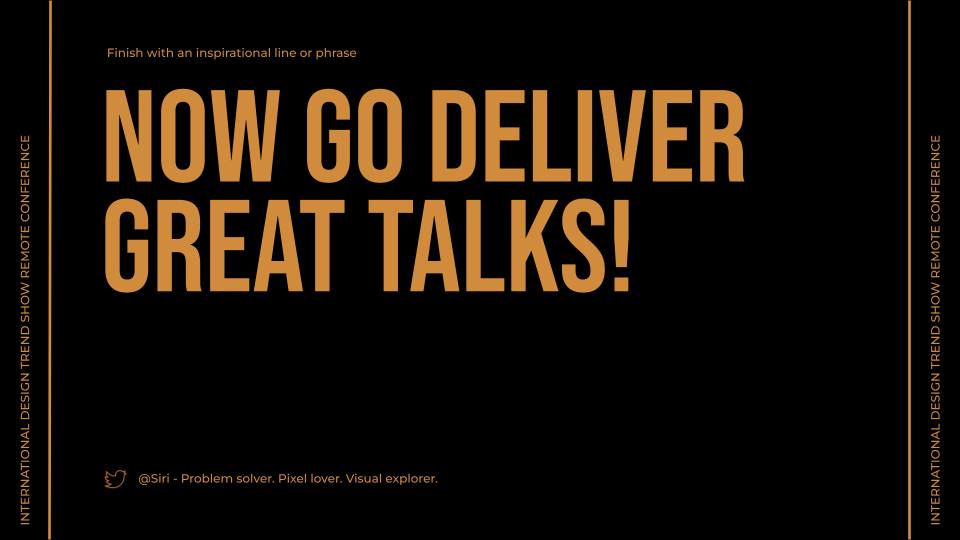 Finish with an inspirational line or phrase
NOW GO DELIVER
GREAT TALKS!
@Siri - Problem solver. Pixel lover. Visual explorer.
INTERNATIONAL DESIGN TREND SHOW REMOTE CONFERENCE
INTERNATIONAL DESIGN TREND SHOW REMOTE CONFERENCE